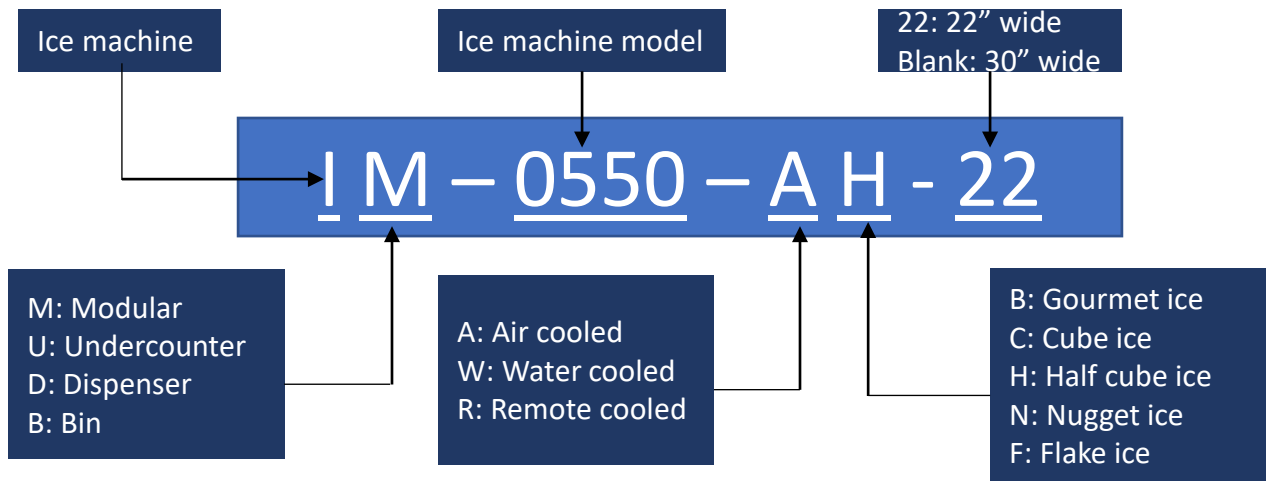 Ice machine
Ice machine model
22: 22” wide
Blank: 30” wide
I M – 0550 – A H - 22
M: Modular
U: Undercounter
D: Dispenser
B: Bin
A: Air cooled
W: Water cooled
R: Remote cooled
B: Gourmet ice
C: Cube ice
H: Half cube ice
N: Nugget ice
F: Flake ice